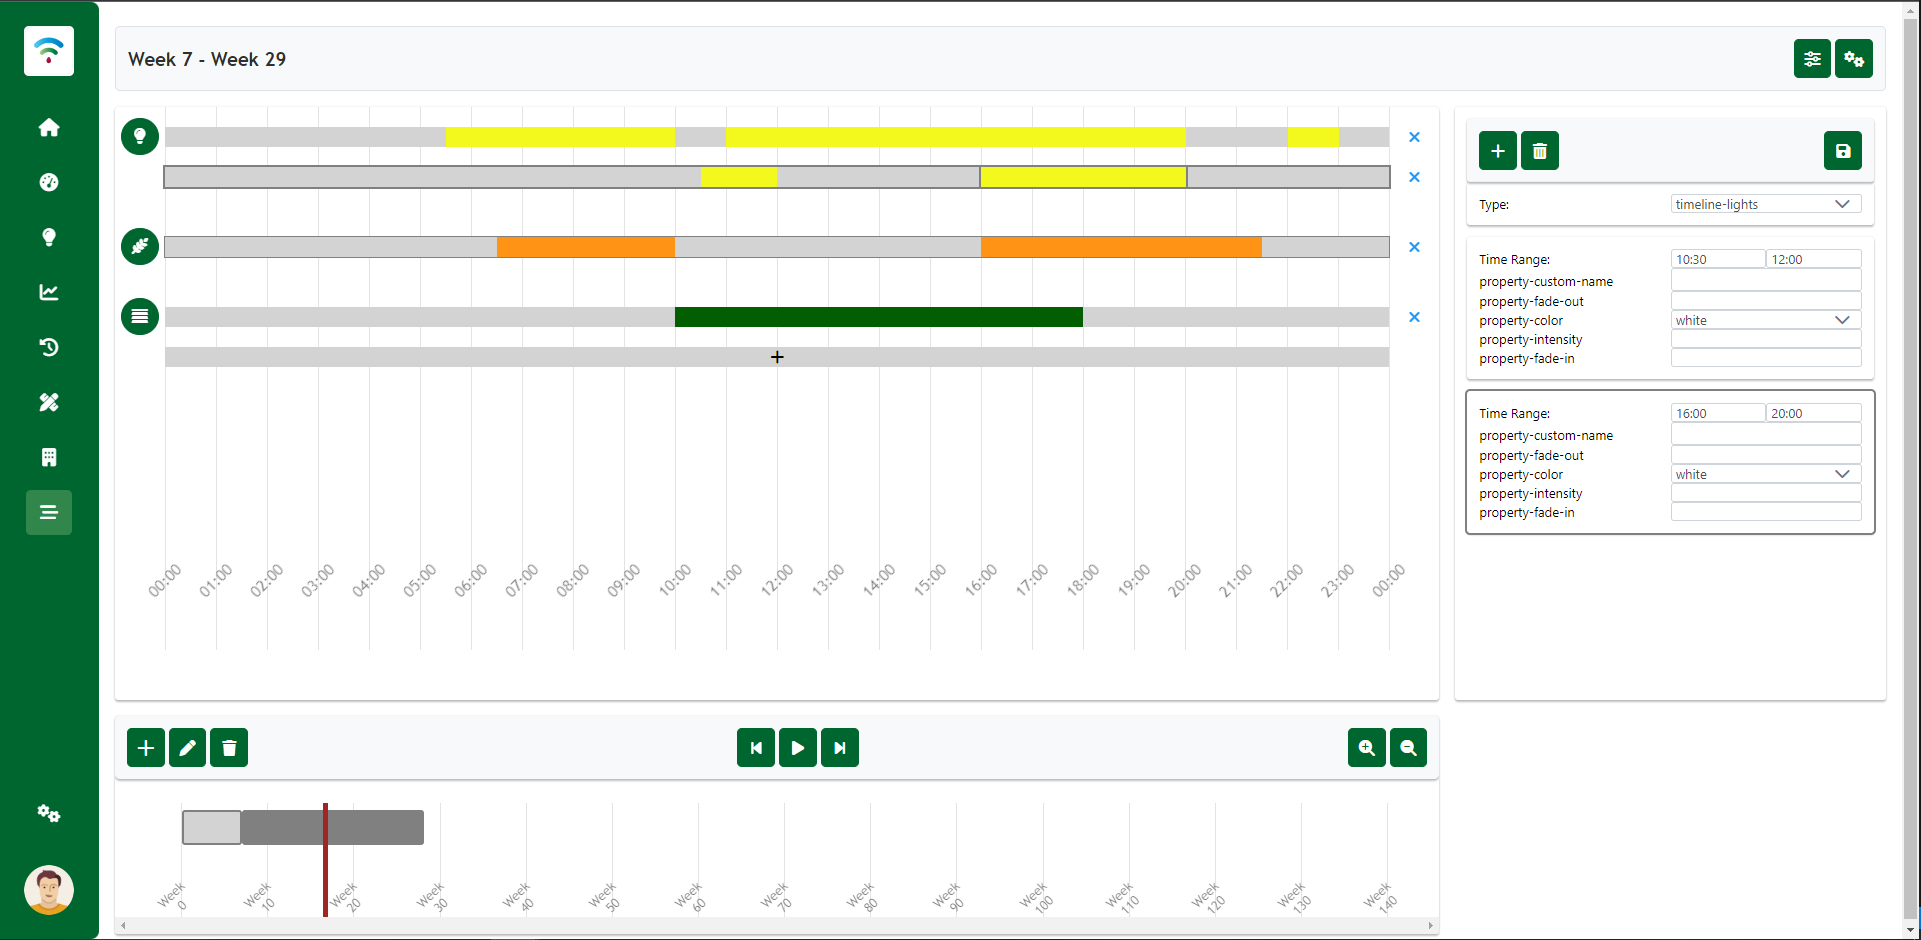 Week 7 - Week 29
Type: timeline-lights
Time Range: 10:30 12:00
property-custom-name
property-fade-out
property-color white
property-intensity
property-fade-in
Time Range: 16:00 20:00
property-custom-name
property-fade-out
property-color white
property-intensity
property-fade-in
00:00 01:00 02:00 03:00 04:00 05:00 06:00 07:00 08:00 09:00 10:00 11:00 12:00 13:00 14:00 15:00 16:00 17:00 18:00 19:00 20:00 21:00 22:00 23:00 00:00
Week 0
Week 10
Week 20
Week 30
Week 40
Week 50
Week 60
Week 70
Week 80
Week 90
Week 100
Week 110
Week 120
Week 130
Week 140